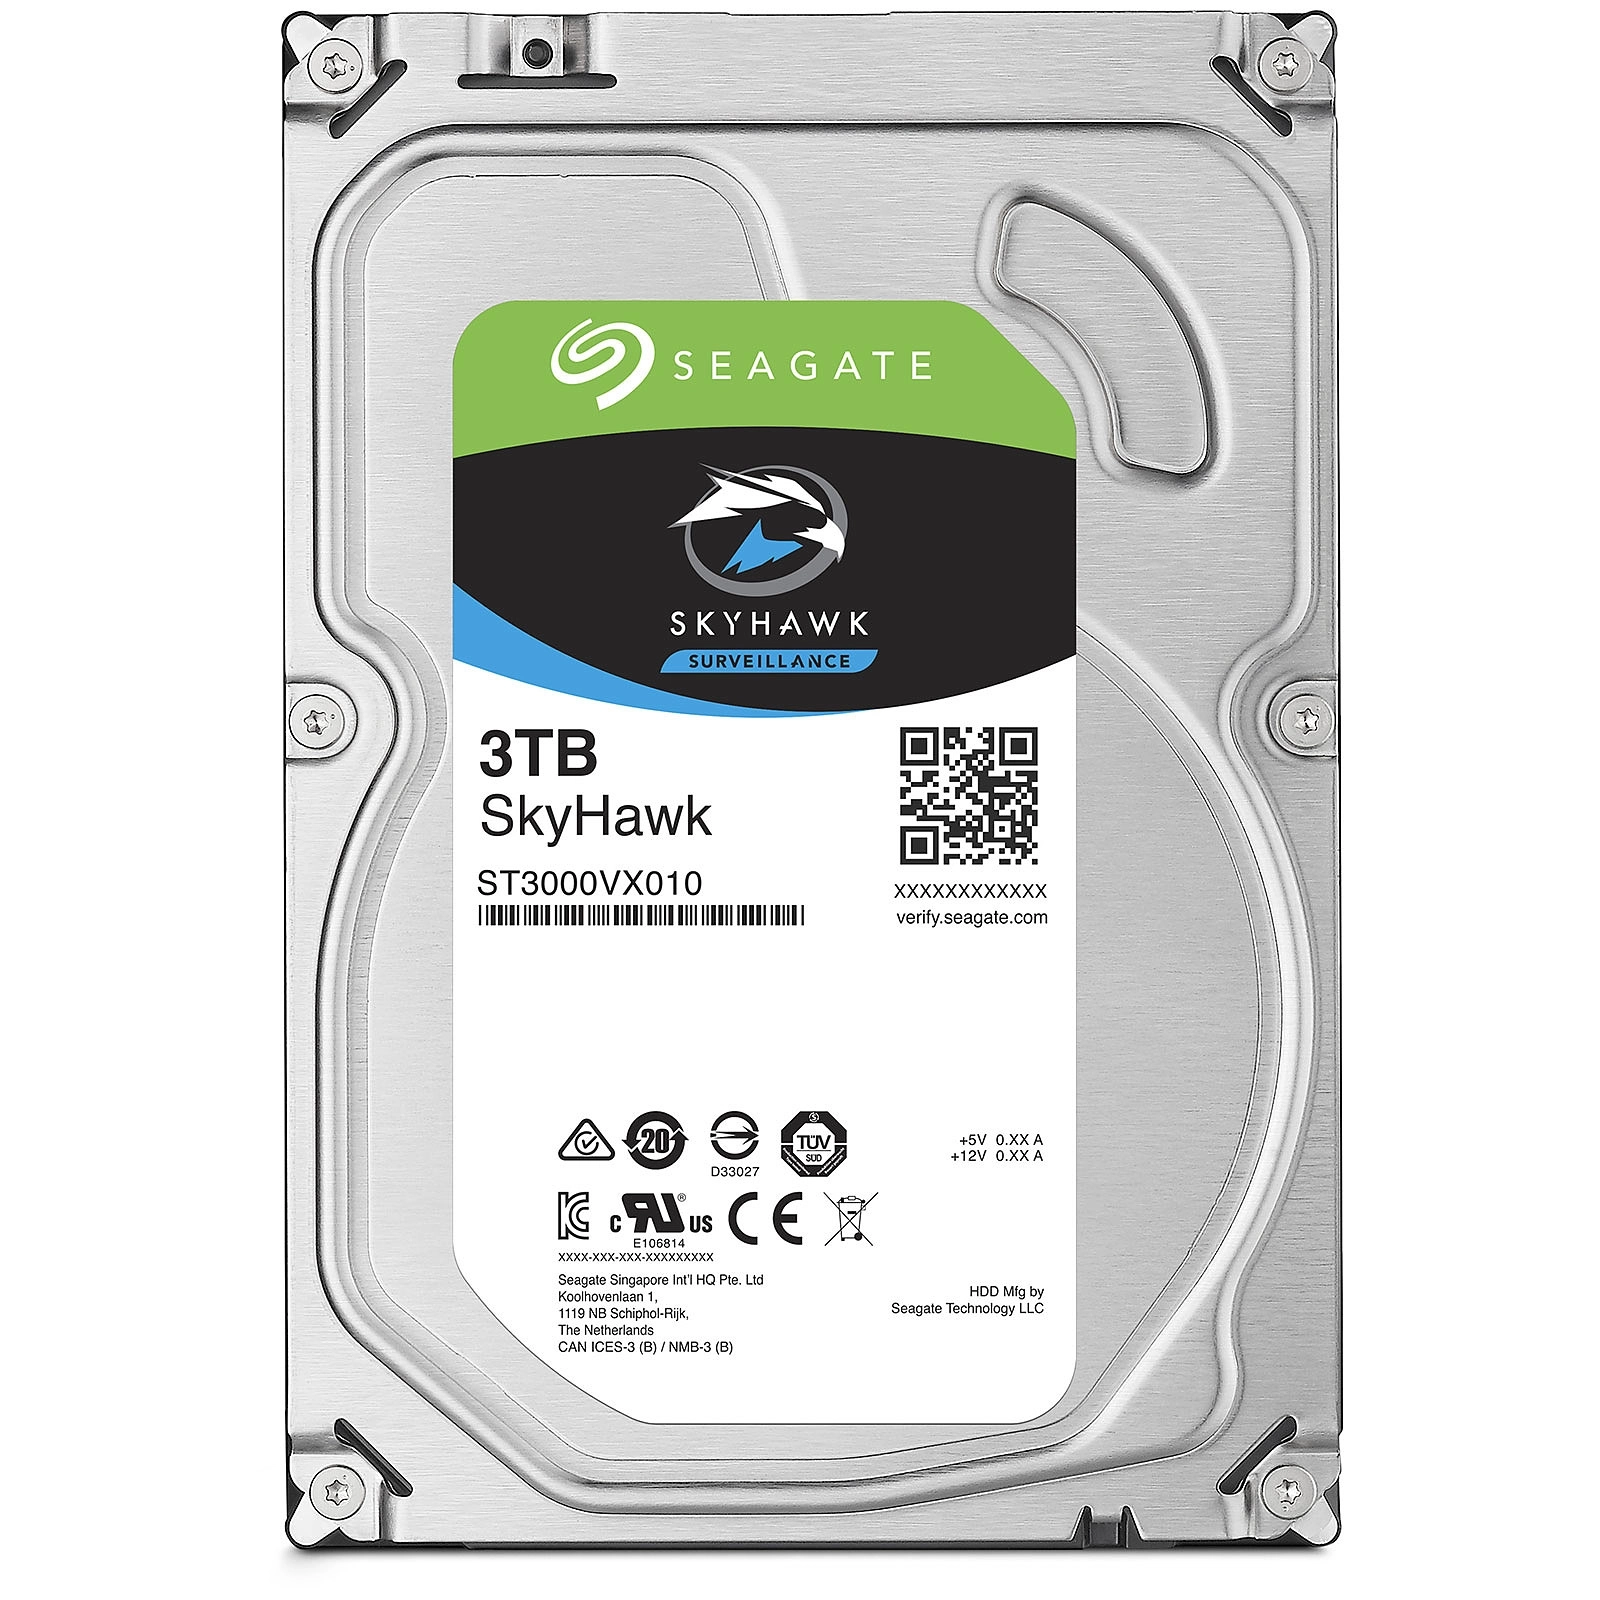 SEAGATE
SKYHAWK
SURVEILLANCE
3TB
SkyHawk
ST3000VX010
XXXXXXXXXXXX
verify.seagate.com
20
D33027
TÜV
SÜD
+5V 0.XX A
+12V 0.XX A
c RU ® US
E106814
CE
XXXX-XXX-XXX-XXXXXXXXX
Seagate Singapore Int'l HQ Pte. Ltd
Koolhovenlaan 1,
1119 NB Schiphol-Rijk,
The Netherlands
CAN ICES-3 (B) / NMB-3 (B)
HDD Mfg by
Seagate Technology LLC